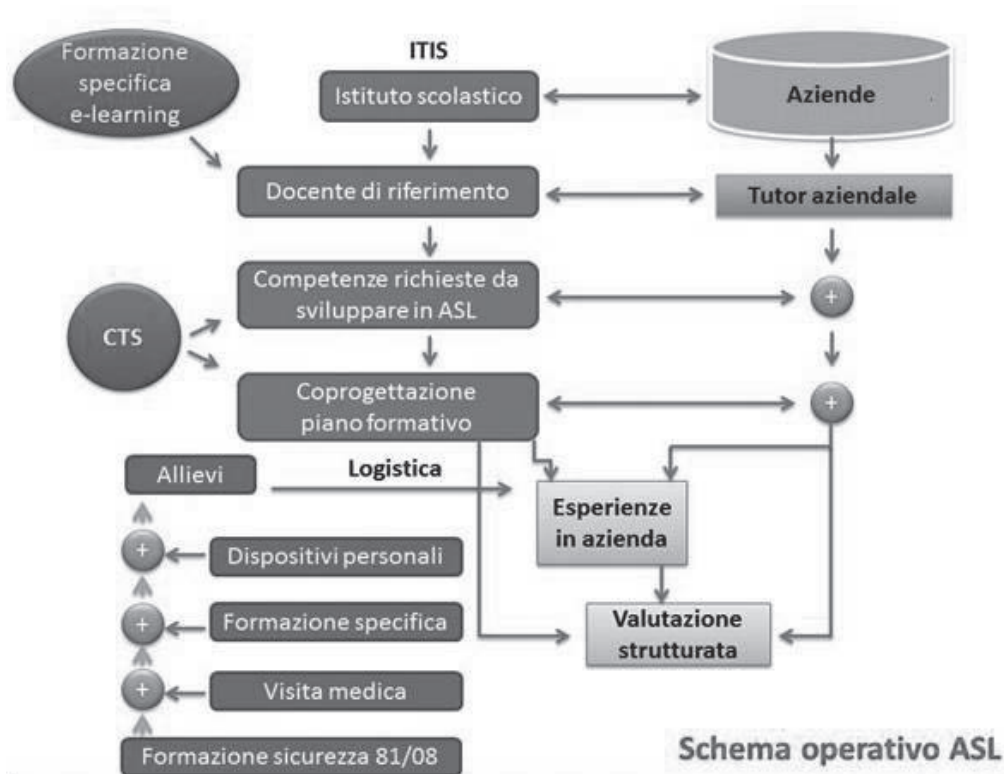 Formazione
specifica
e-learning
ITIS
Istituto scolastico
Aziende
Docente di riferimento
Tutor aziendale
Competenze richieste da
sviluppare in ASL
+
CTS
Coprogettazione
piano formativo
+
Allievi
Logistica
Esperienze
in azienda
+
Dispositivi personali
+
Formazione specifica
Valutazione
strutturata
+
Visita medica
Formazione sicurezza 81/08
Schema operativo ASL